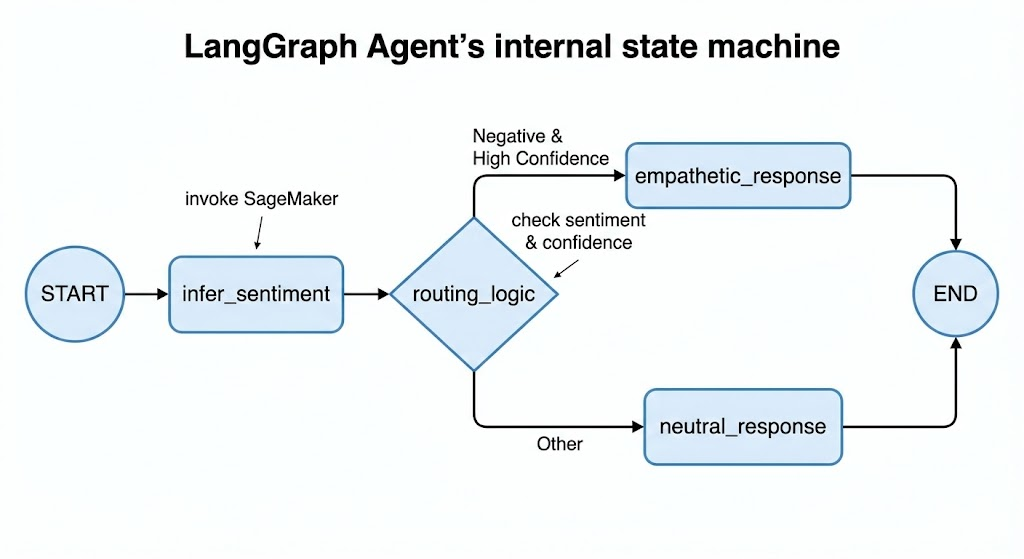 LangGraph Agent's internal state machine
Negative &
High Confidence
empathetic_response
invoke SageMaker
check sentiment
& confidence
START
infer_sentiment
routing_logic
END
neutral_response
Other